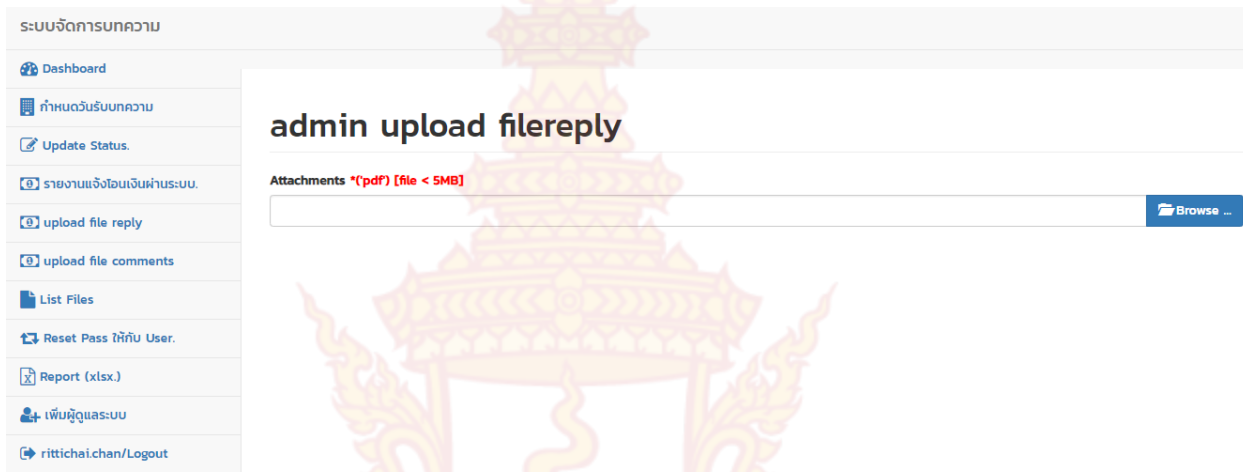 ระบบจัดการบทความ
Dashboard
กำหนดวันรับบทความ
Update Status.
รายงานแจ้งโอนเงินผ่านระบบ.
upload file reply
upload file comments
List Files
Reset Pass ให้กับ User.
Report (xlsx.)
เพิ่มผู้ดูแลระบบ
rittichai.chan/Logout
admin upload filereply
Attachments *('pdf') [file < 5MB]
Browse ...